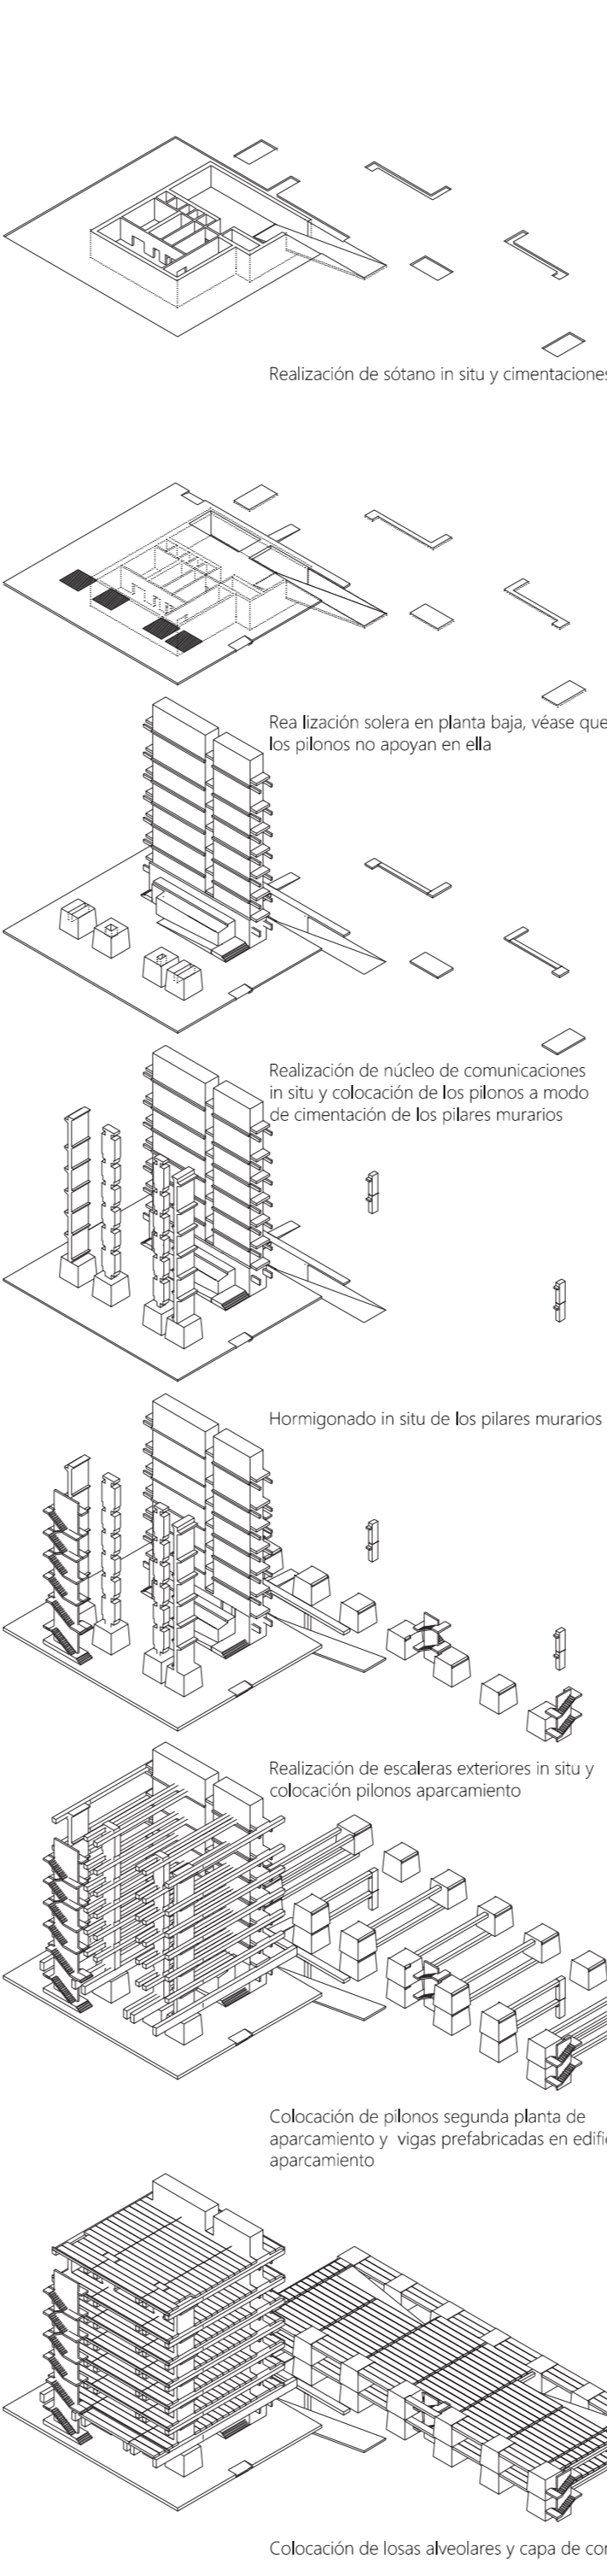 Realización de sótano in situ y cimentaciones
Rea lización solera en planta baja, véase que
los pilonos no apoyan en ella
Realización de núcleo de comunicaciones
in situ y colocación de los pilonos a modo
de cimentación de los pilares murarios
Hormigonado in situ de los pilares murarios
Realización de escaleras exteriores in situ y
colocación pilonos aparcamiento
Colocación de pilonos segunda planta de
aparcamiento y vigas prefabricadas en
aparcamiento
Colocación de losas alveolares y capa de